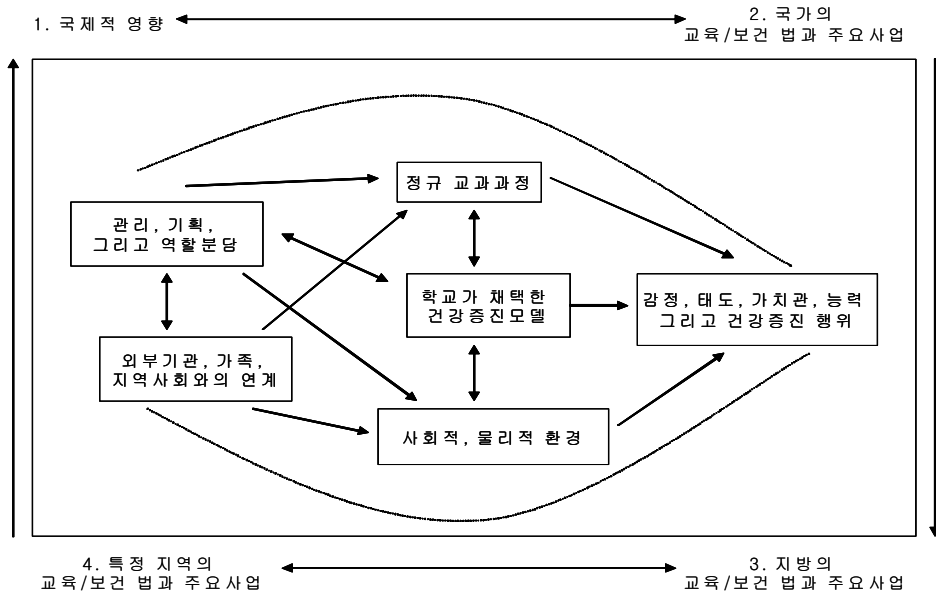 1. 국제적 영향
2. 국가의
교육/보건 법과 주요사업
정규 교과과정
관리, 기획,
그리고 역할분담
학교가 채택한
건강증진모델
감정, 태도, 가치관, 능력
그리고 건강증진 행위
외부기관, 가족,
지역사회와의 연계
사회적, 물리적 환경
4. 특정 지역의
교육/보건 법과 주요사업
3. 지방의
교육/보건 법과 주요사업